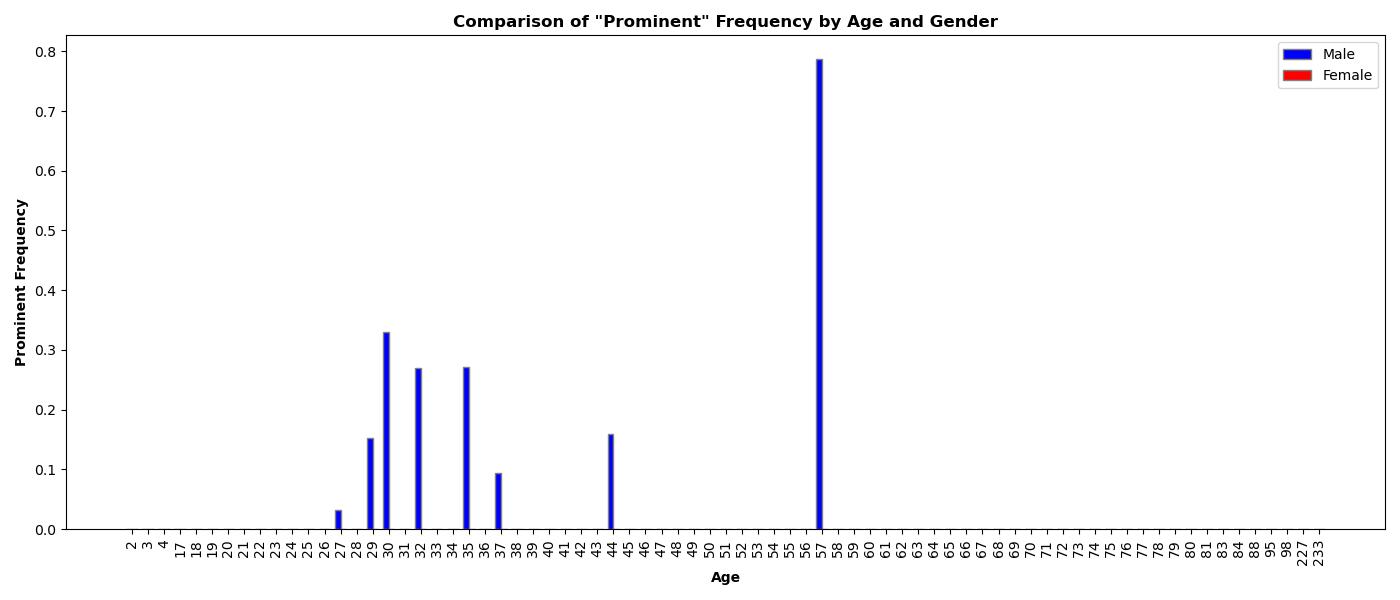 Comparison of "Prominent" Frequency by Age and Gender
Male
Female
Prominent Frequency
0.8
0.7
0.6
0.5
0.4
0.3
0.2
0.1
0.0
2 3 4 17 18 19 20 21 22 23 24 25 26 27 28 29 30 31 32 33 34 35 36 37 38 39 40 41 42 43 44 45 46 47 48 49 50 51 52 53 54 55 56 57 58 59 60 61 62 63 64 65 66 67 68 69 70 71 72 73 74 75 76 77 78 79 80 81 83 84 88 95 98 227 233
Age